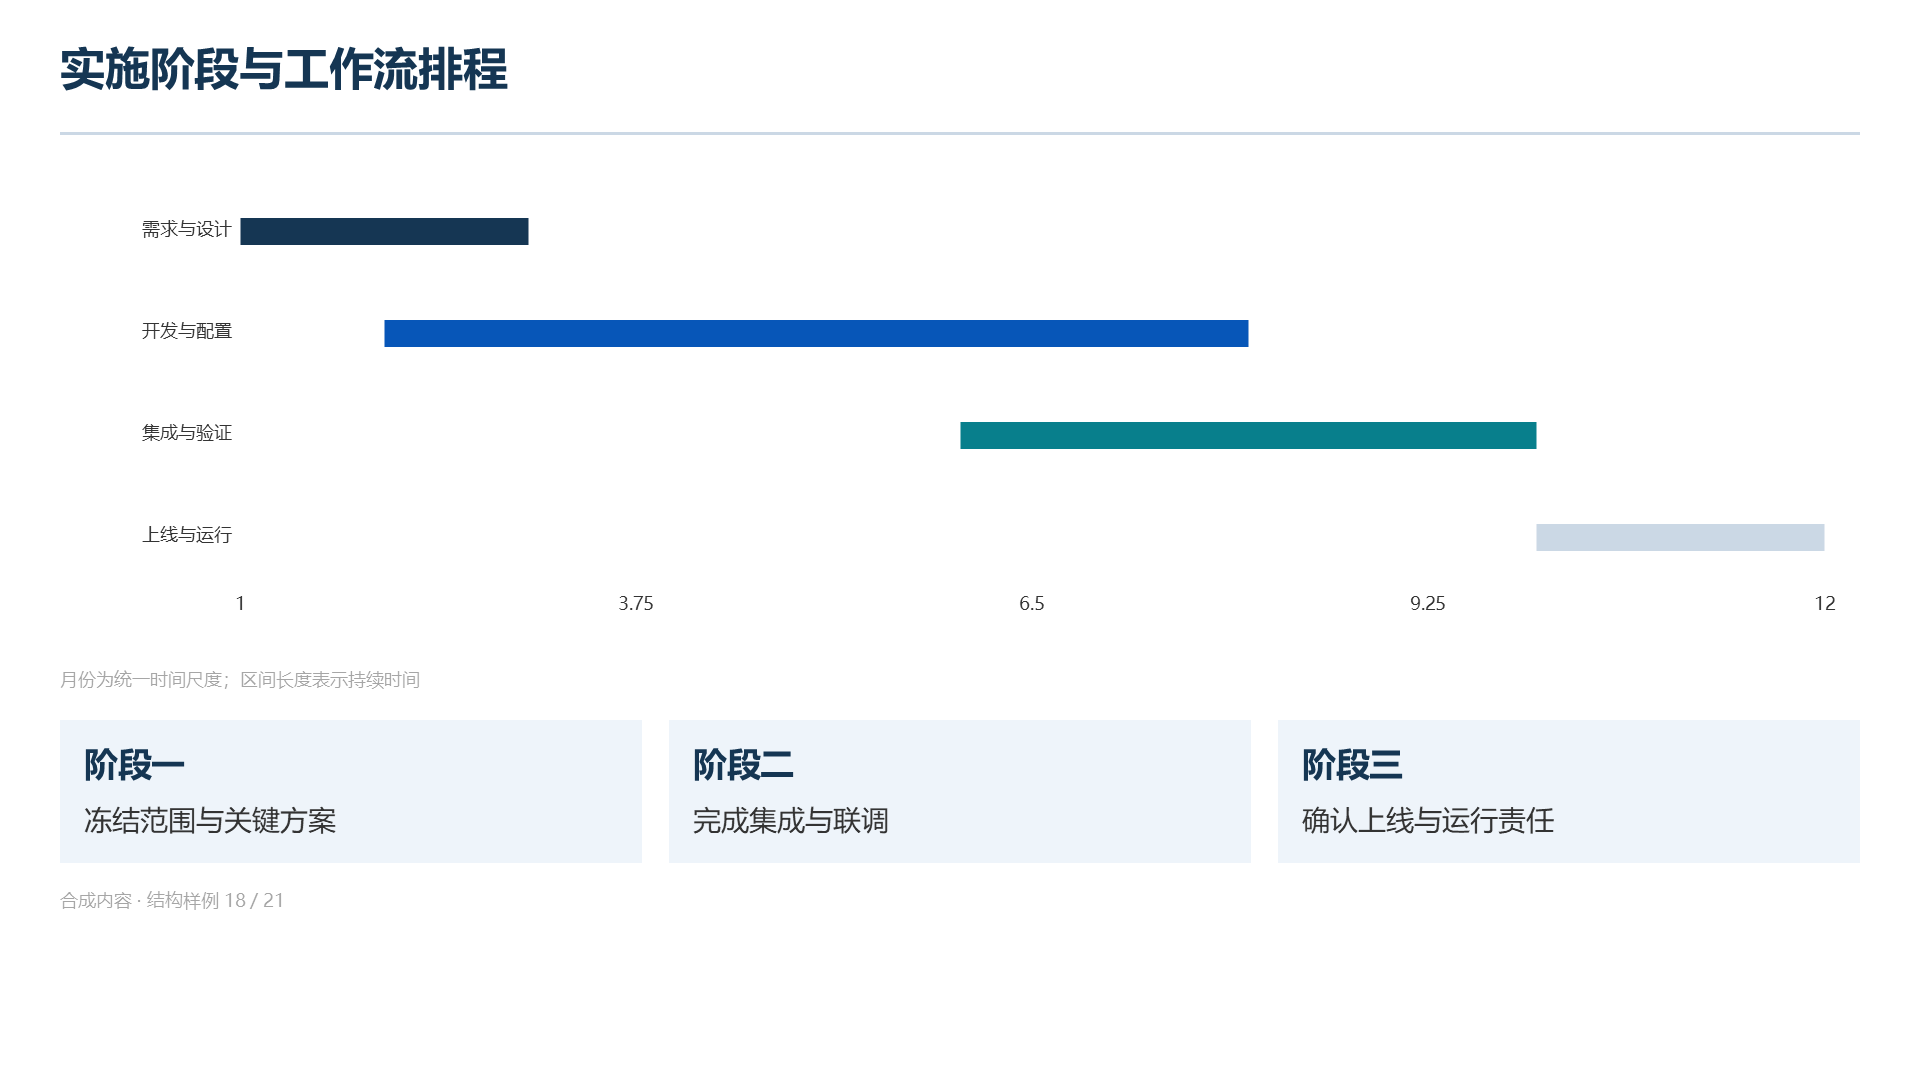 实施阶段与工作流排程
需求与设计
开发与配置
集成与验证
上线与运行
1 3.75 6.5 9.25 12
月份为统一时间尺度；区间长度表示持续时间
阶段一
冻结范围与关键方案
阶段二
完成集成与联调
阶段三
确认上线与运行责任
合成内容 · 结构样例 18 / 21